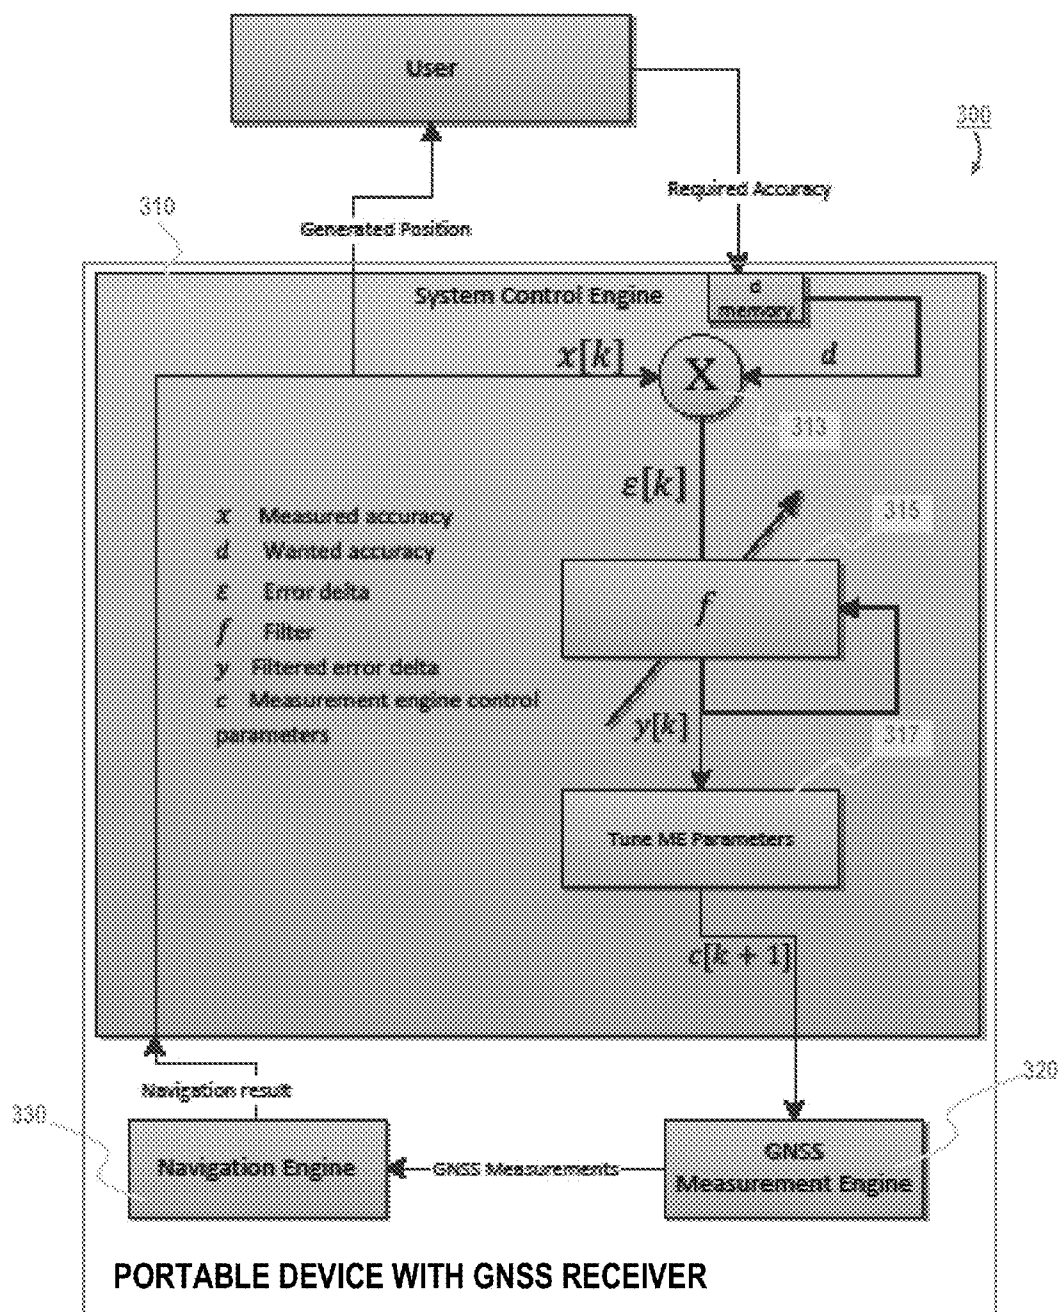 User
300
Required Accuracy
310
Generated Position
System Control Engine
d
memory
x[k]
X
d
313
ε[k]
315
x Measured accuracy
d Wanted accuracy
ε Error delta
f Filter
y Filtered error delta
c Measurement engine control
parameters
f
y[k]
317
Tune ME Parameters
c[k + 1]
Navigation result
320
330
Navigation Engine
GNSS Measurements
GNSS
Measurement Engine
PORTABLE DEVICE WITH GNSS RECEIVER